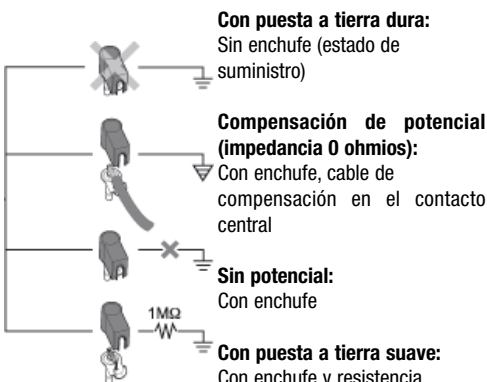 Con puesta a tierra dura:
Sin enchufe (estado de
suministro)
Compensación de potencial
(impedancia 0 ohmios):
Con enchufe, cable de
compensación en el contacto
central
Sin potencial:
Con enchufe
1MΩ
Con puesta a tierra suave:
Con enchufe y resistencia